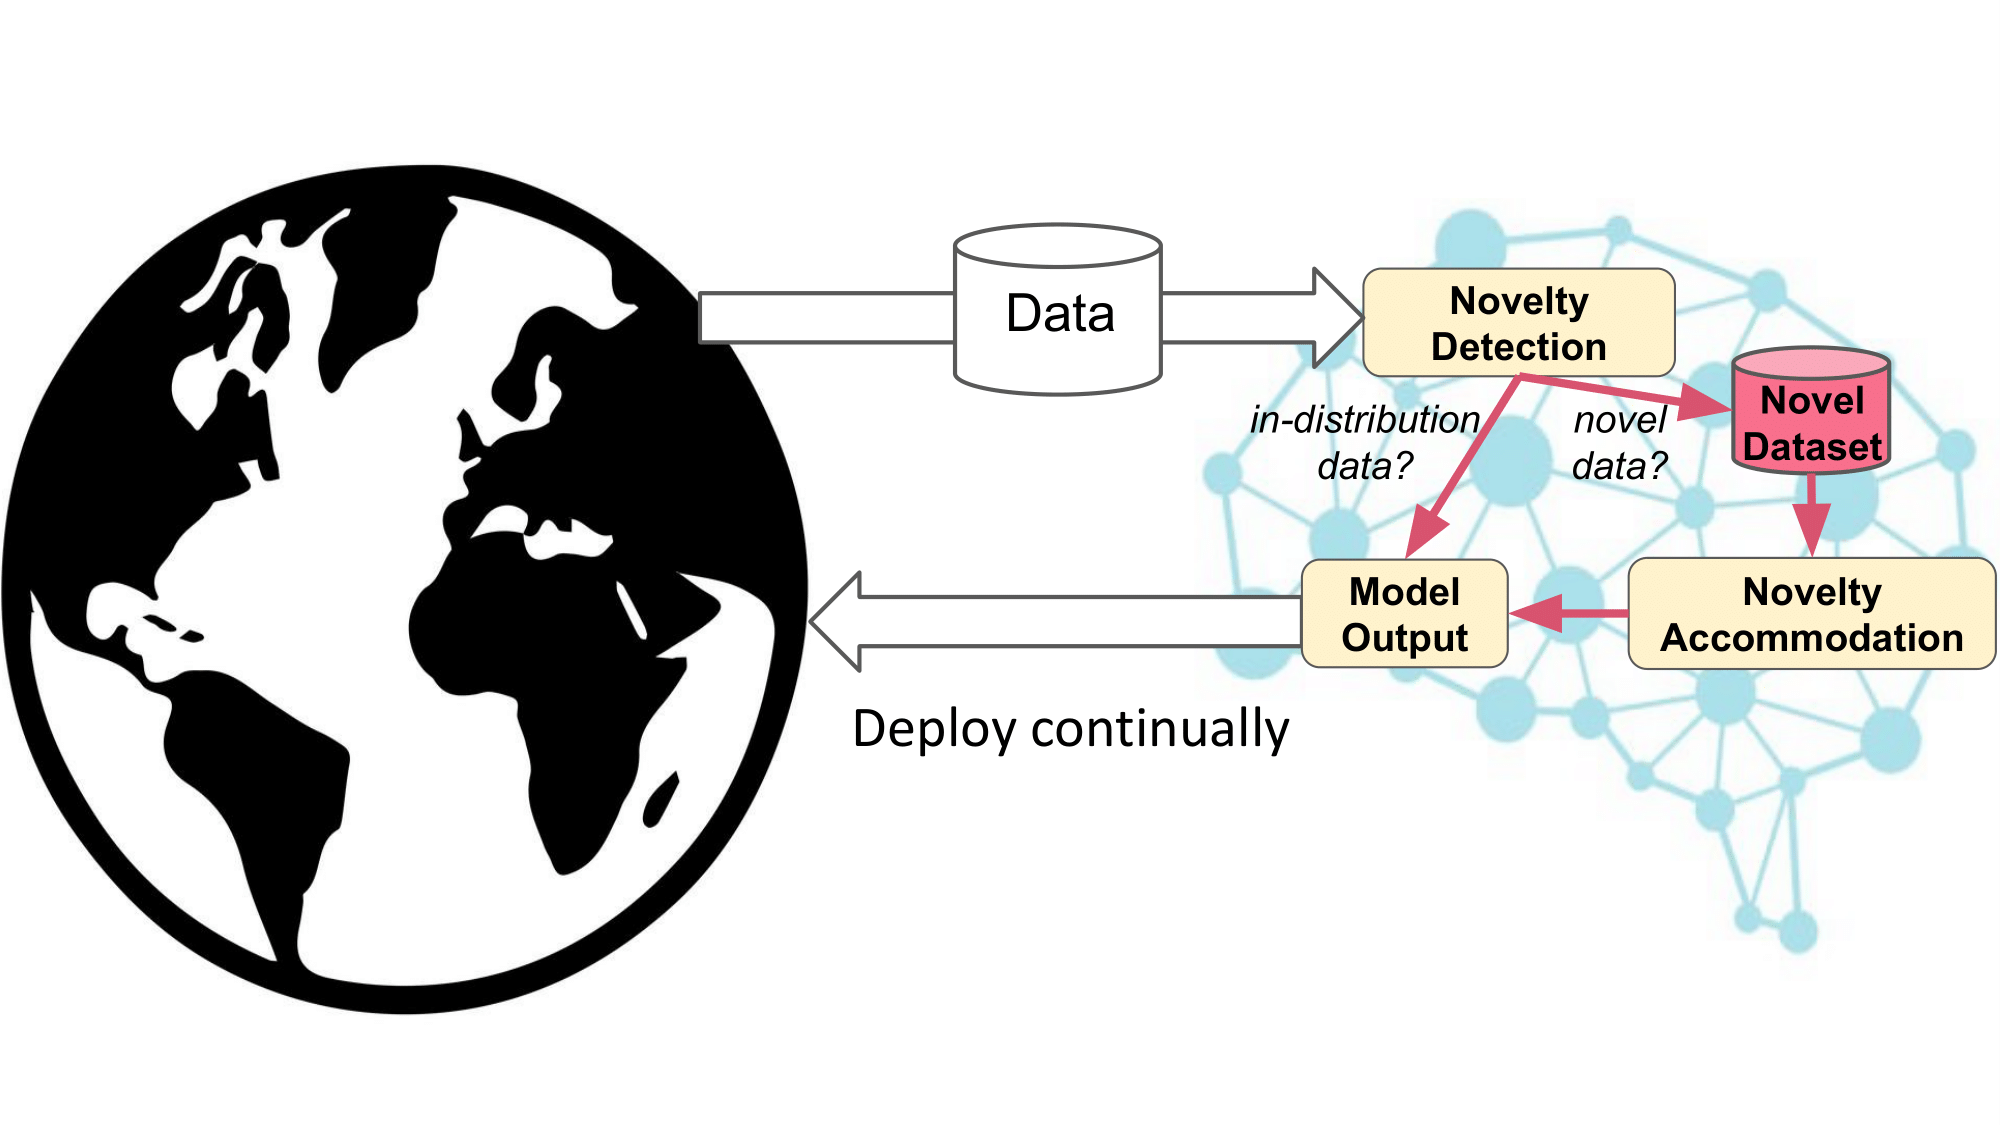 Data
Novelty
Detection
in-distribution
data?
novel
data?
Novel
Dataset
Model
Output
Novelty
Accommodation
Deploy continually